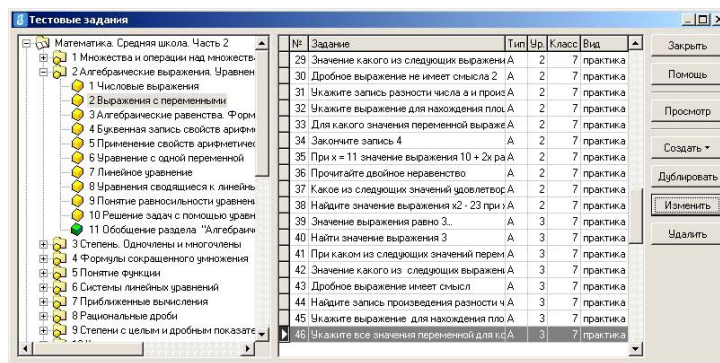 Тестовые задания
Математика. Средняя школа. Часть 2
1 Множества и операции над множеств
2 Алгебраические выражения. Уравнен
1 Числовые выражения
2 Выражения с переменными
3 Алгебраические равенства. Форм
4 Буквенная запись свойств арифм
5 Применение свойств арифметичес
6 Уравнение с одной переменной
7 Линейное уравнение
8 Уравнения сводящиеся к линейны
9 Понятие равносильности уравнен
10 Решение задач с помощью уравн
11 Обобщение раздела "Алгебраич
3 Степень. Одночлены и многочлены
4 Формулы сокращенного умножения
5 Понятие функции
6 Системы линейных уравнений
7 Приближенные вычисления
8 Рациональные дроби
9 Степени с целым и дробным показате
№ Задание Тип Ур. Класс Вид
29 Значение какого из следующих выражени А 2 7 практика
30 Дробное выражение не имеет смысла 2 А 2 7 практика
31 Укажите запись разности числа а и произ А 2 7 практика
32 Укажите выражение для нахождения площ А 2 7 практика
33 Для какого значения переменной выраже А 2 7 практика
34 Закончите запись 4 А 2 7 практика
35 При х = 11 значение выражения 10 + 2х ра А 2 7 практика
36 Прочитайте двойное неравенство А 2 7 практика
37 Какое из следующих значений удовлетвор А 2 7 практика
38 Найдите значение выражения х2 - 23 при х А 2 7 практика
39 Значение выражения равно 3... А 3 7 практика
40 Найти значение выражения 3 А 3 7 практика
41 При каком из следующих значений перем А 3 7 практика
42 Значение какого из следующих выражени А 3 7 практика
43 Дробное выражение имеет смысл А 3 7 практика
44 Найдите запись произведения разности ч А 3 7 практика
45 Укажите выражение для нахождения пло А 3 7 практика
46 Укажите все значения переменной для ко А 3 7 практика
Закрыть
Помощь
Просмотр
Создать
Дублировать
Изменить
Удалить